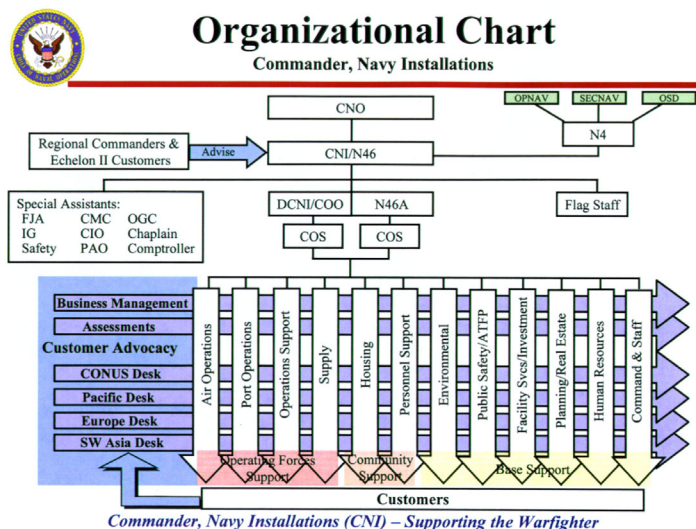 Organizational Chart
Commander, Navy Installations
CNO
OPNAV
SECNAV
OSD
N4
Regional Commanders &
Echelon II Customers
Advise
CNI/N46
Special Assistants:
FJA CMC OGC
IG CIO Chaplain
Safety PAO Comptroller
DCNI/COO
N46A
Flag Staff
COS
COS
Business Management
Assessments
Customer Advocacy
CONUS Desk
Pacific Desk
Europe Desk
SW Asia Desk
Air Operations
Port Operations
Operations Support
Supply
Housing
Personnel Support
Environmental
Public Safety/ATFP
Facility Svcs/Investment
Planning/Real Estate
Human Resources
Command & Staff
Operating Forces
Support
Community
Support
Base Support
Customers
Commander, Navy Installations (CNI) – Supporting the Warfighter